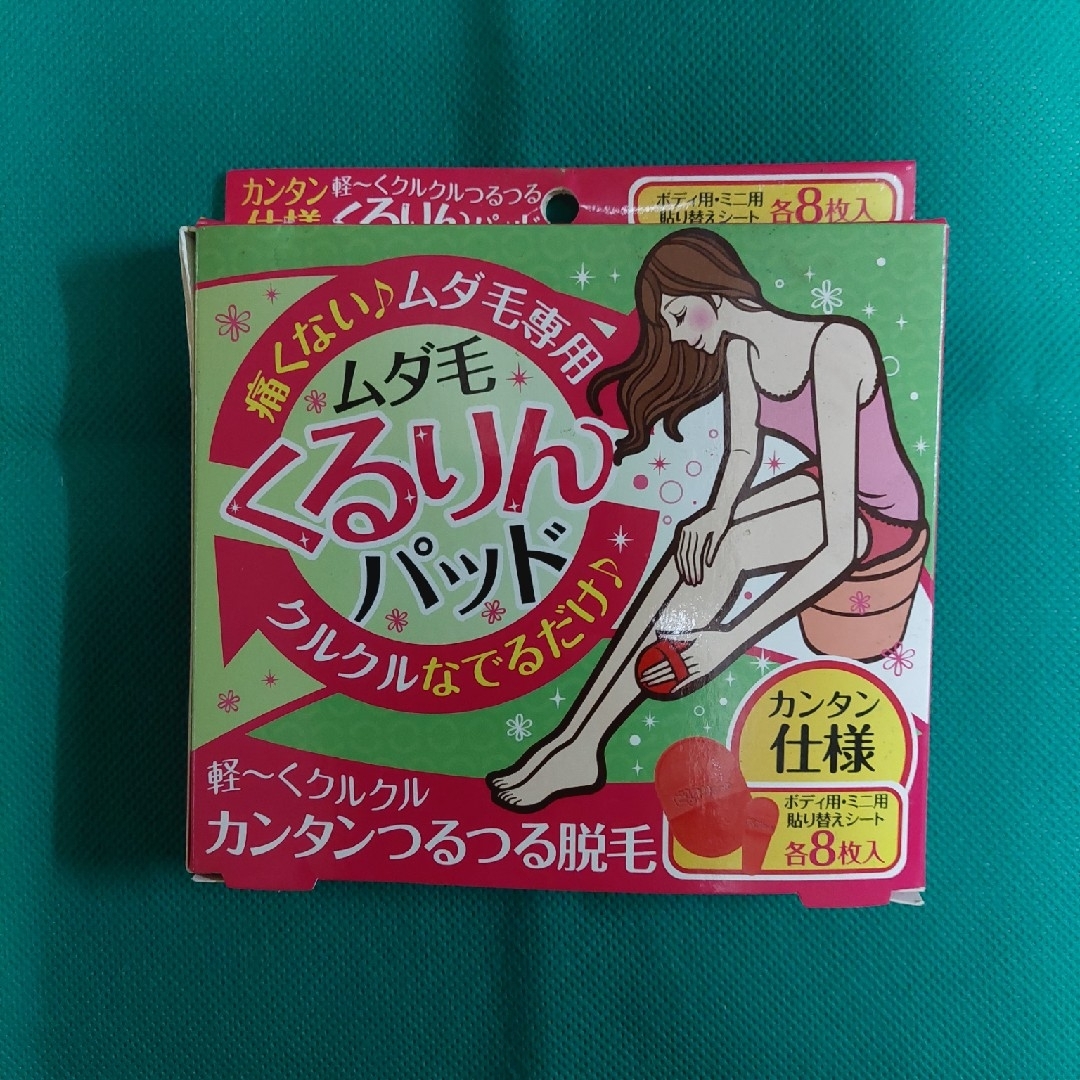 カンタン
仕様
軽〜くクルクルつるつる
くるりんパッド
ボディ用・ミニ用
貼り替えシート
各8枚入
痛くない♪ムダ毛専用
ムダ毛
くるりん
パッド
クルクルなでるだけ♪
軽〜くクルクル
カンタンつるつる脱毛
カンタン
仕様
ボディ用・ミニ用
貼り替えシート
各8枚入